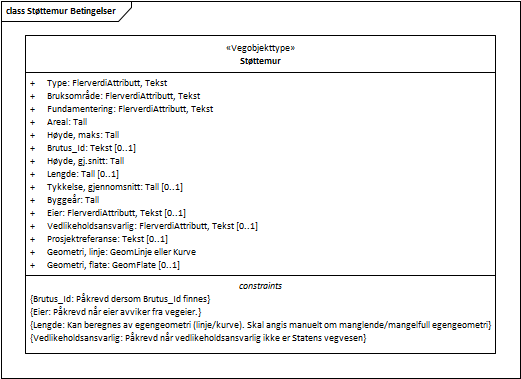 class Støttemur Betingelser
«Vegobjekttype»
Støttemur
+ Type: FlerverdiAttributt, Tekst
+ Bruksområde: FlerverdiAttributt, Tekst
+ Fundamentering: FlerverdiAttributt, Tekst
+ Areal: Tall
+ Høyde, maks: Tall
+ Brutus_Id: Tekst [0..1]
+ Høyde, gj.snitt: Tall
+ Lengde: Tall [0..1]
+ Tykkelse, gjennomsnitt: Tall [0..1]
+ Byggeår: Tall
+ Eier: FlerverdiAttributt, Tekst [0..1]
+ Vedlikeholdsansvarlig: FlerverdiAttributt, Tekst [0..1]
+ Prosjektreferanse: Tekst [0..1]
+ Geometri, linje: GeomLinje eller Kurve
+ Geometri, flate: GeomFlate [0..1]
constraints
{Brutus_Id: Påkrevd dersom Brutus_Id finnes}
{Eier: Påkrevd når eier avviker fra vegeier.}
{Lengde: Kan beregnes av egengeometri (linje/kurve). Skal angis manuelt om manglende/mangelfull egengeometri}
{Vedlikeholdsansvarlig: Påkrevd når vedlikeholdsansvarlig ikke er Statens vegvesen}